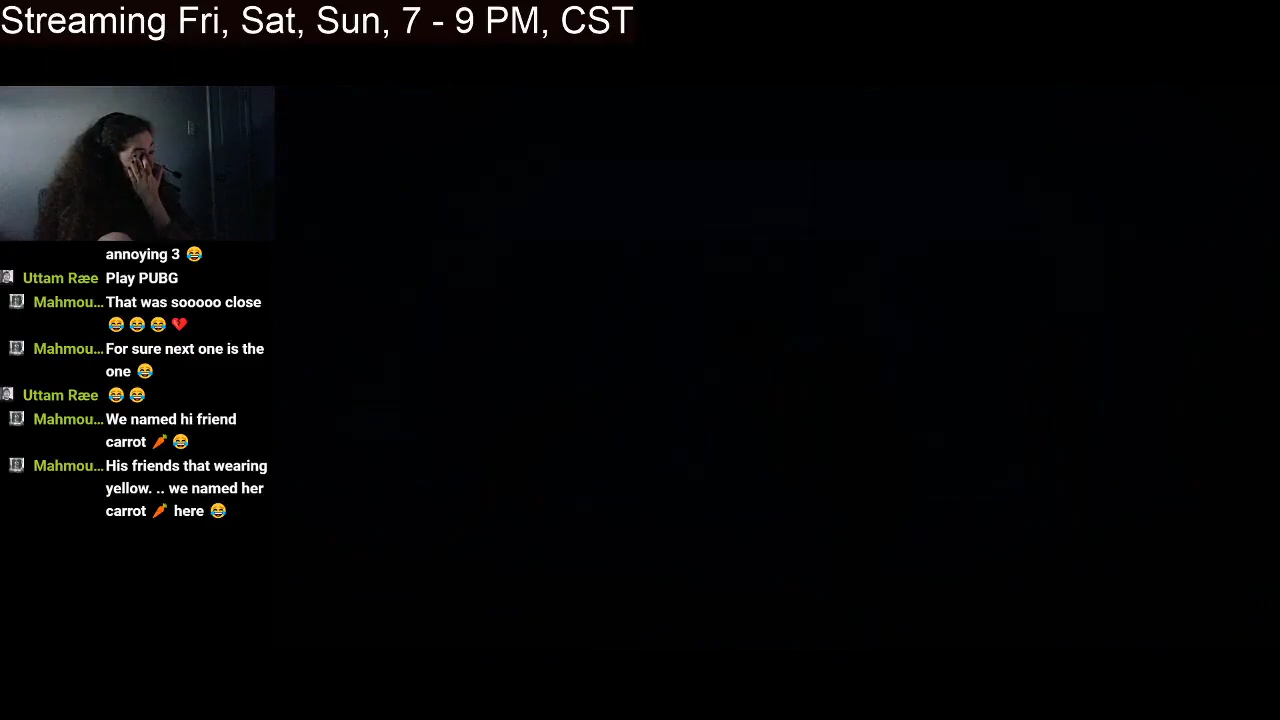 Streaming Fri, Sat, Sun, 7 - 9 PM, CST
annoying 3 😂
Uttam Ræe Play PUBG
Mahmou... That was sooooo close
😂 😂 😂 💔
Mahmou... For sure next one is the
one 😂
Uttam Ræe 😂 😂
Mahmou... We named hi friend
carrot 🥕 😂
Mahmou... His friends that wearing
yellow. .. we named her
carrot 🥕 here 😂